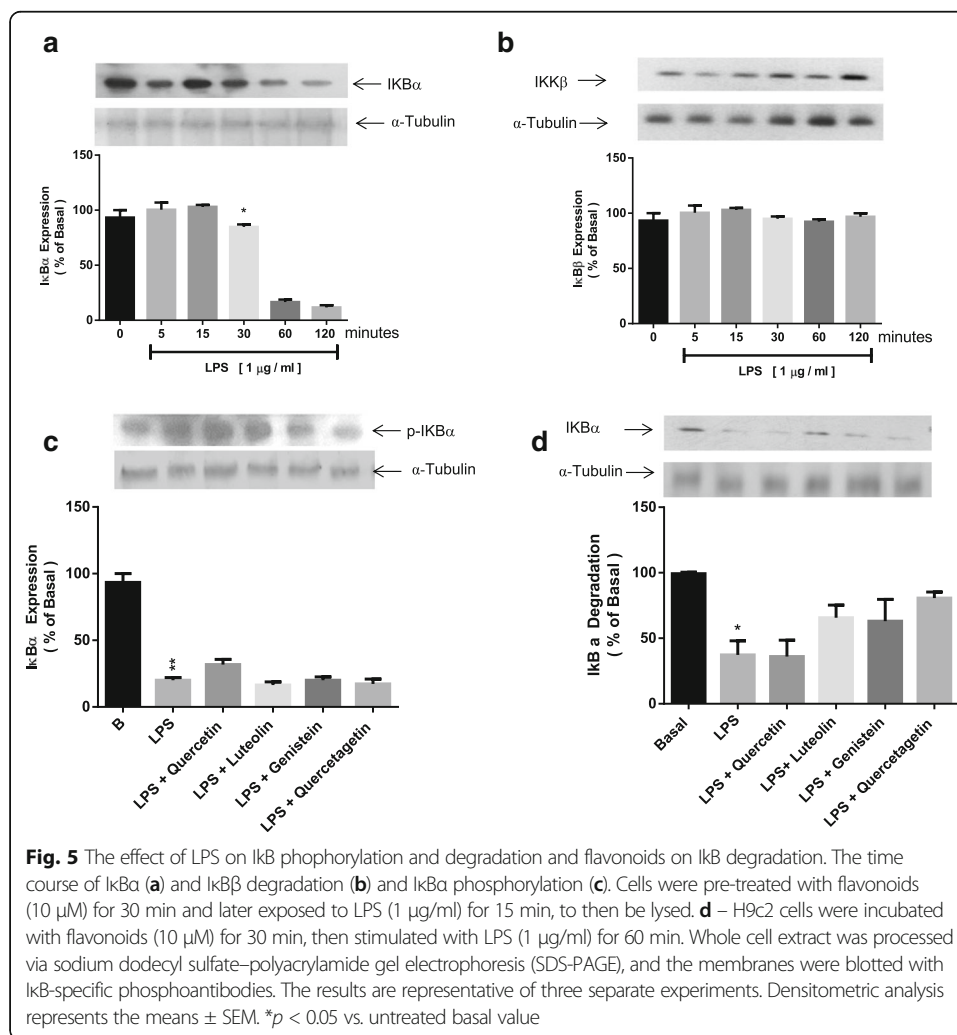 a
IKBα
α-Tubulin
IκBα Expression
( % of Basal )
150
100
50
0
*
0 5 15 30 60 120 minutes
LPS [ 1 μg / ml ]
b
IKKβ
α-Tubulin
IκBβ Expression
( % of Basal )
150
100
50
0
0 5 15 30 60 120 minutes
LPS [ 1 μg / ml ]
c
p-IKBα
α-Tubulin
IκBα Expression
( % of Basal )
150
100
50
0
**
B
LPS
LPS + Quercetin
LPS + Luteolin
LPS + Genistein
LPS + Quercetagetin
d
IKBα
α-Tubulin
IkB a Degradation
( % of Basal )
150
100
50
0
*
Basal
LPS
LPS + Quercetin
LPS + Luteolin
LPS + Genistein
LPS + Quercetagetin
Fig. 5 The effect of LPS on IkB phophorylation and degradation and flavonoids on IkB degradation. The time
course of IκBα (a) and IκBβ degradation (b) and IκBα phosphorylation (c). Cells were pre-treated with flavonoids
(10 μM) for 30 min and later exposed to LPS (1 μg/ml) for 15 min, to then be lysed. d – H9c2 cells were incubated
with flavonoids (10 μM) for 30 min, then stimulated with LPS (1 μg/ml) for 60 min. Whole cell extract was processed
via sodium dodecyl sulfate–polyacrylamide gel electrophoresis (SDS-PAGE), and the membranes were blotted with
IκB-specific phosphoantibodies. The results are representative of three separate experiments. Densitometric analysis
represents the means ± SEM. *p < 0.05 vs. untreated basal value